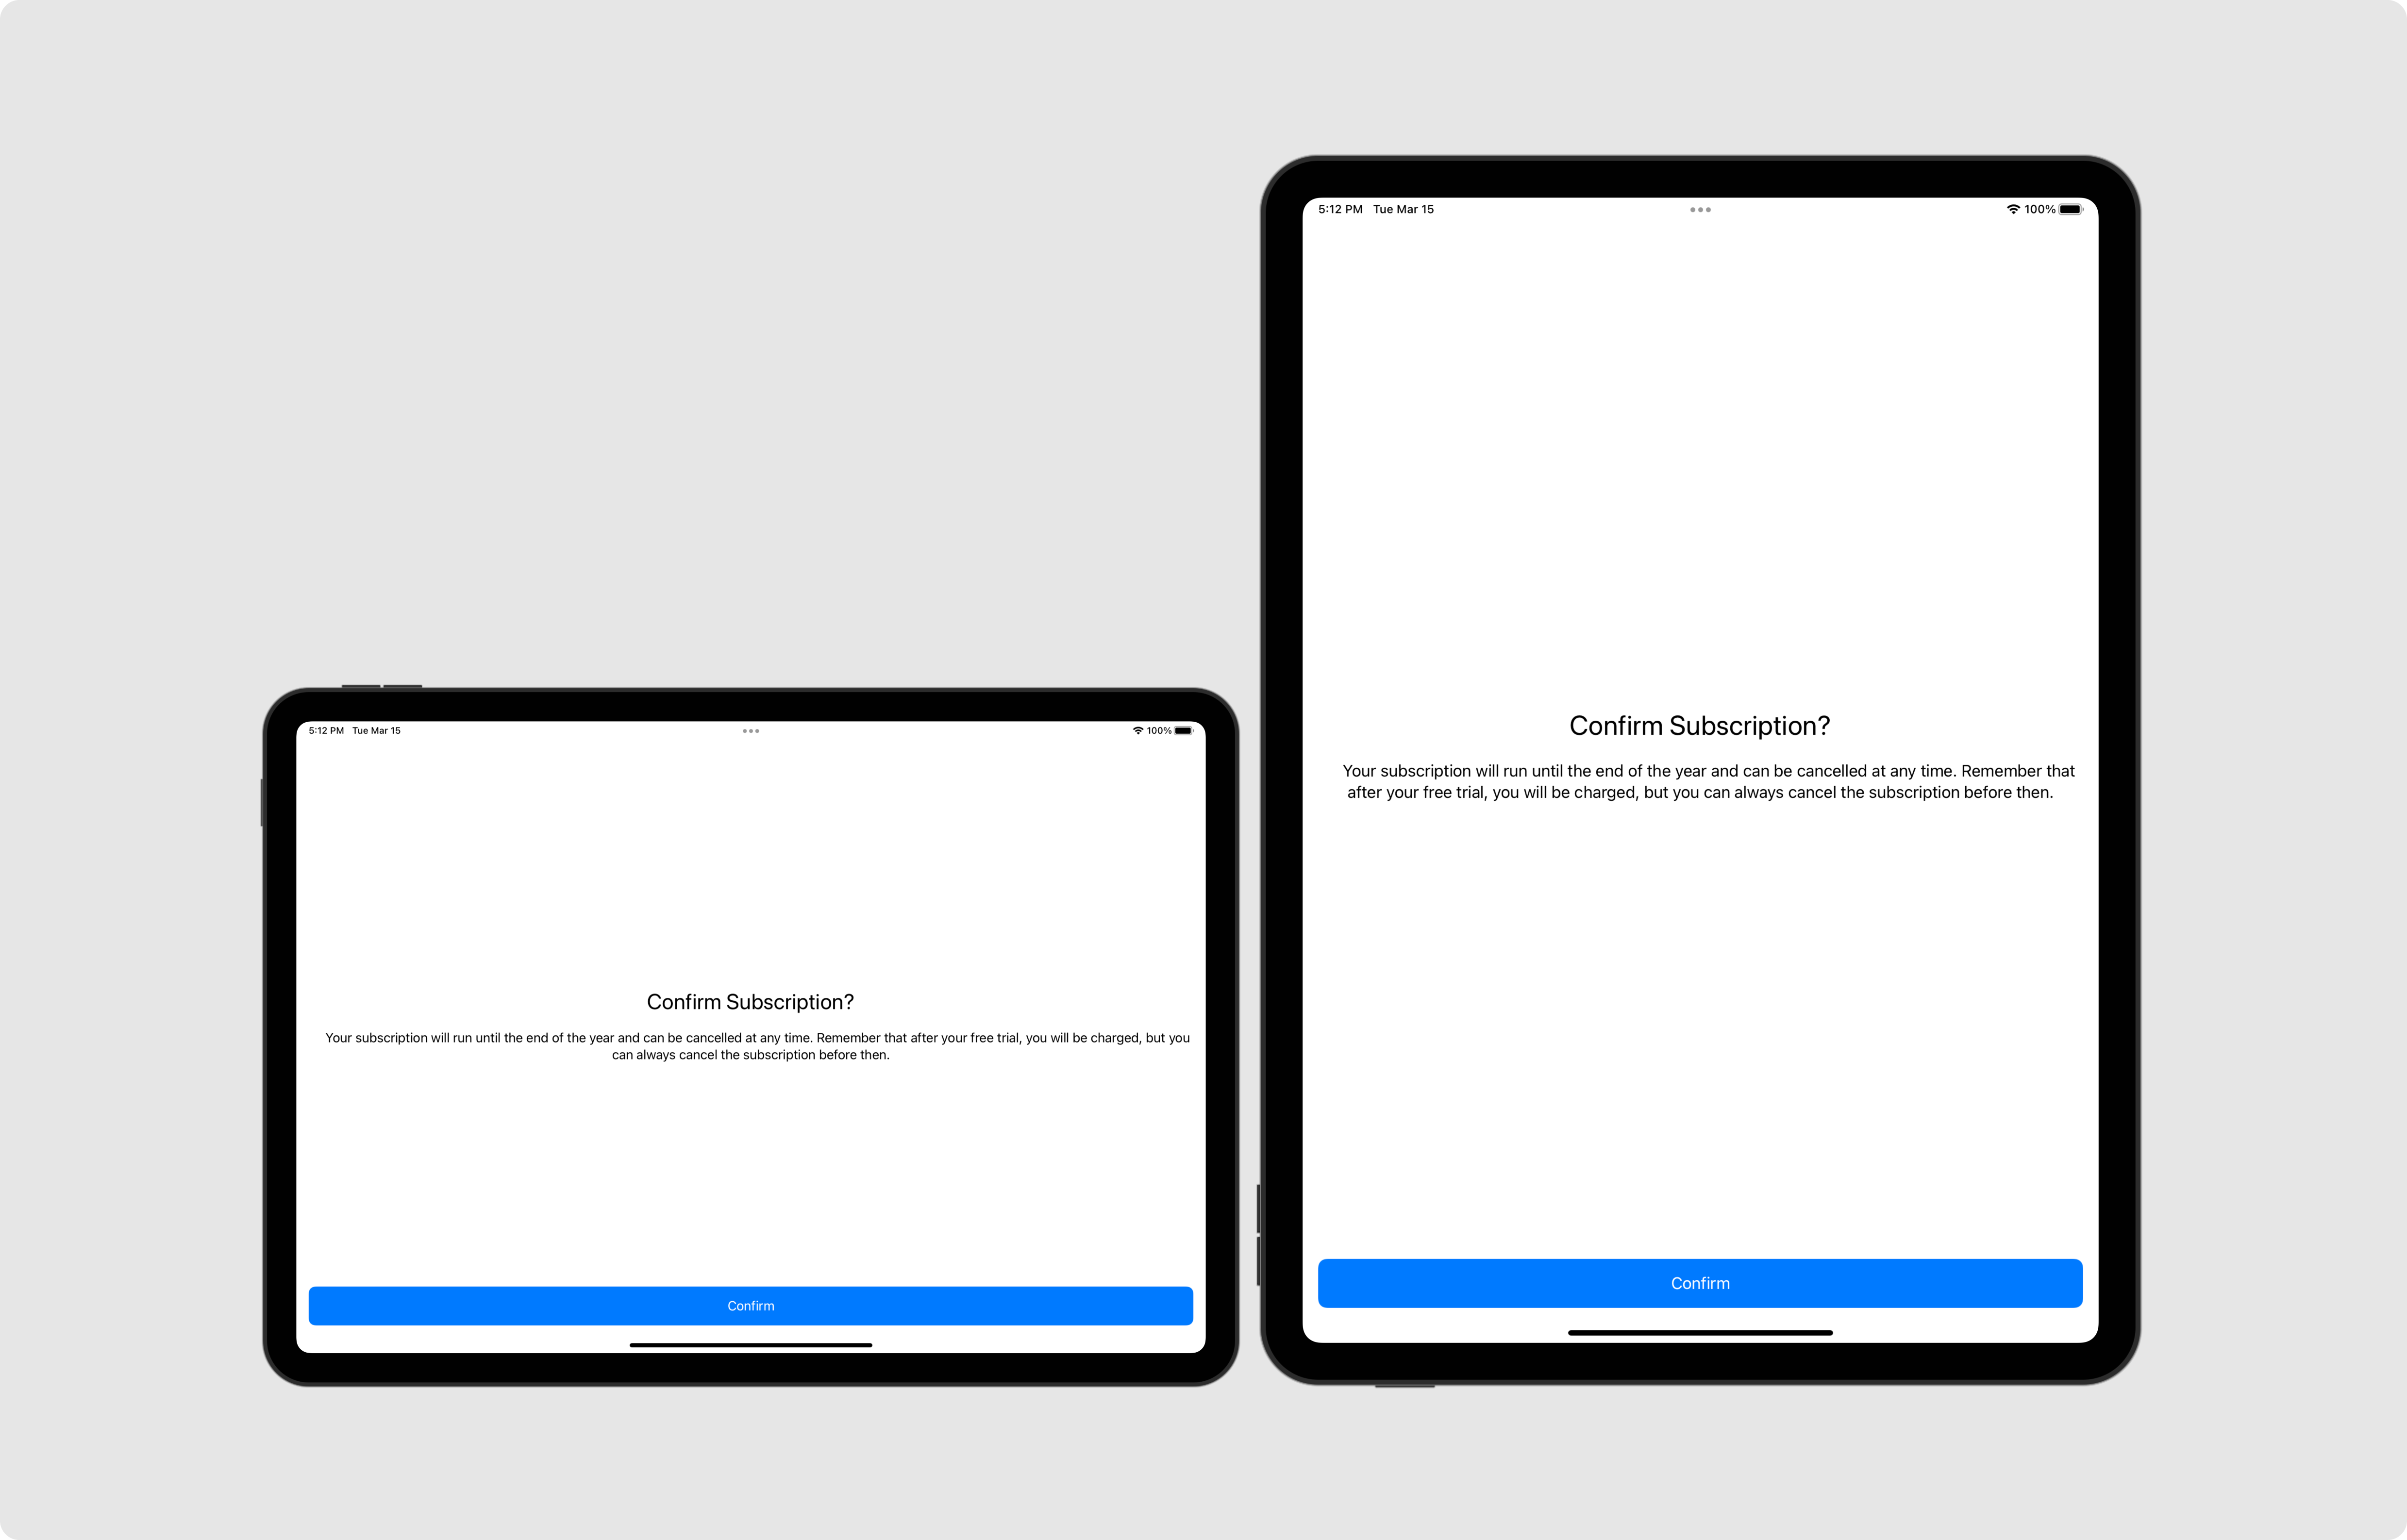 5:12 PM Tue Mar 15
100%
Confirm Subscription?
Your subscription will run until the end of the year and can be cancelled at any time. Remember that after your free trial, you will be charged, but you
can always cancel the subscription before then.
Confirm
5:12 PM Tue Mar 15
100%
Confirm Subscription?
Your subscription will run until the end of the year and can be cancelled at any time. Remember that
after your free trial, you will be charged, but you can always cancel the subscription before then.
Confirm